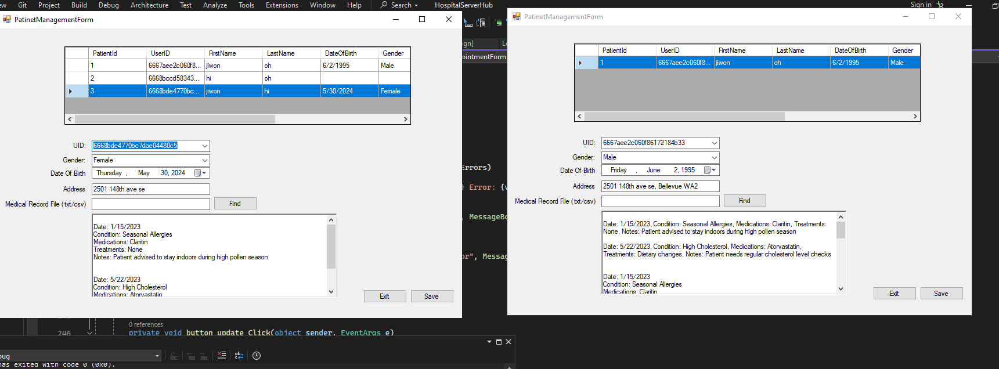 Git Project Build Debug Architecture Test Analyze Tools Extensions Window Help Search HospitalServerHub Sign in
PatinetManagementForm
PatientId UserID FirstName LastName DateOfBirth Gender
1 6667aee2c060f8... jiwon oh 6/2/1995 Male
2 6668bccd58343... hi oh
3 6668bde4770bc... jiwon hi 5/30/2024 Female
UID: 6668bde4770bc7dae04480c5
Gender: Female
Date Of Birth Thursday , May 30, 2024
Address 2501 148th ave se
Medical Record File (txt/csv) Find
Date: 1/15/2023
Condition: Seasonal Allergies
Medications: Claritin
Treatments: None
Notes: Patient advised to stay indoors during high pollen season
Date: 5/22/2023
Condition: High Cholesterol
Medications: Atorvastatin
Exit Save
ign]
ointmentForm
Errors)
} Error: {v
, MessageBo
or", Messag
PatinetManagementForm
PatientId UserID FirstName LastName DateOfBirth Gender
1 6667aee2c060f8... jiwon oh 6/2/1995 Male
UID: 6667aee2c060f86172184b33
Gender: Male
Date Of Birth Friday , June 2, 1995
Address 2501 148th ave se, Bellevue WA2
Medical Record File (txt/csv) Find
Date: 1/15/2023, Condition: Seasonal Allergies, Medications: Claritin, Treatments:
None, Notes: Patient advised to stay indoors during high pollen season
Date: 5/22/2023, Condition: High Cholesterol, Medications: Atorvastatin,
Treatments: Dietary changes, Notes: Patient needs regular cholesterol level checks
Date: 1/15/2023
Condition: Seasonal Allergies
Medications: Claritin
Exit Save
0 references
246 private void button_update_Click(object sender, EventArgs e)
bug
has exited with code 0 (0x0).